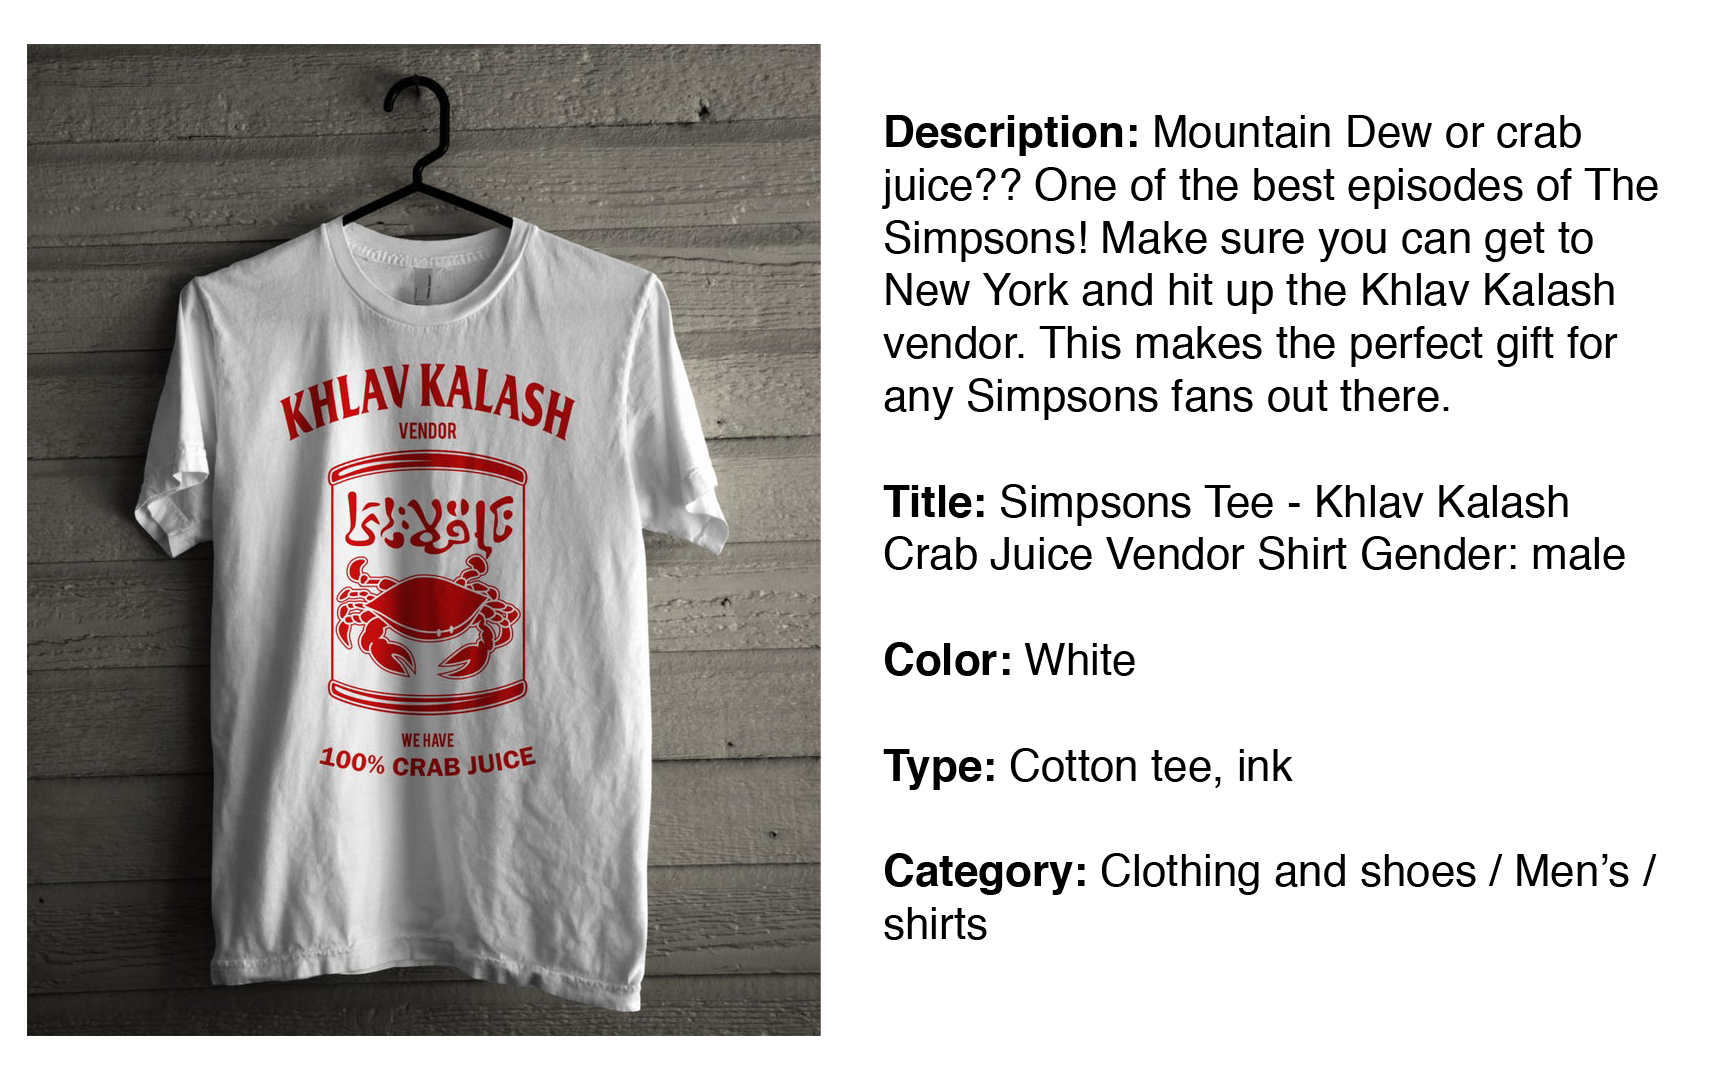 KHLAV KALASH
VENDOR
WE HAVE
100% CRAB JUICE
Description: Mountain Dew or crab
juice?? One of the best episodes of The
Simpsons! Make sure you can get to
New York and hit up the Khlav Kalash
vendor. This makes the perfect gift for
any Simpsons fans out there.
Title: Simpsons Tee - Khlav Kalash
Crab Juice Vendor Shirt Gender: male
Color: White
Type: Cotton tee, ink
Category: Clothing and shoes / Men’s /
shirts